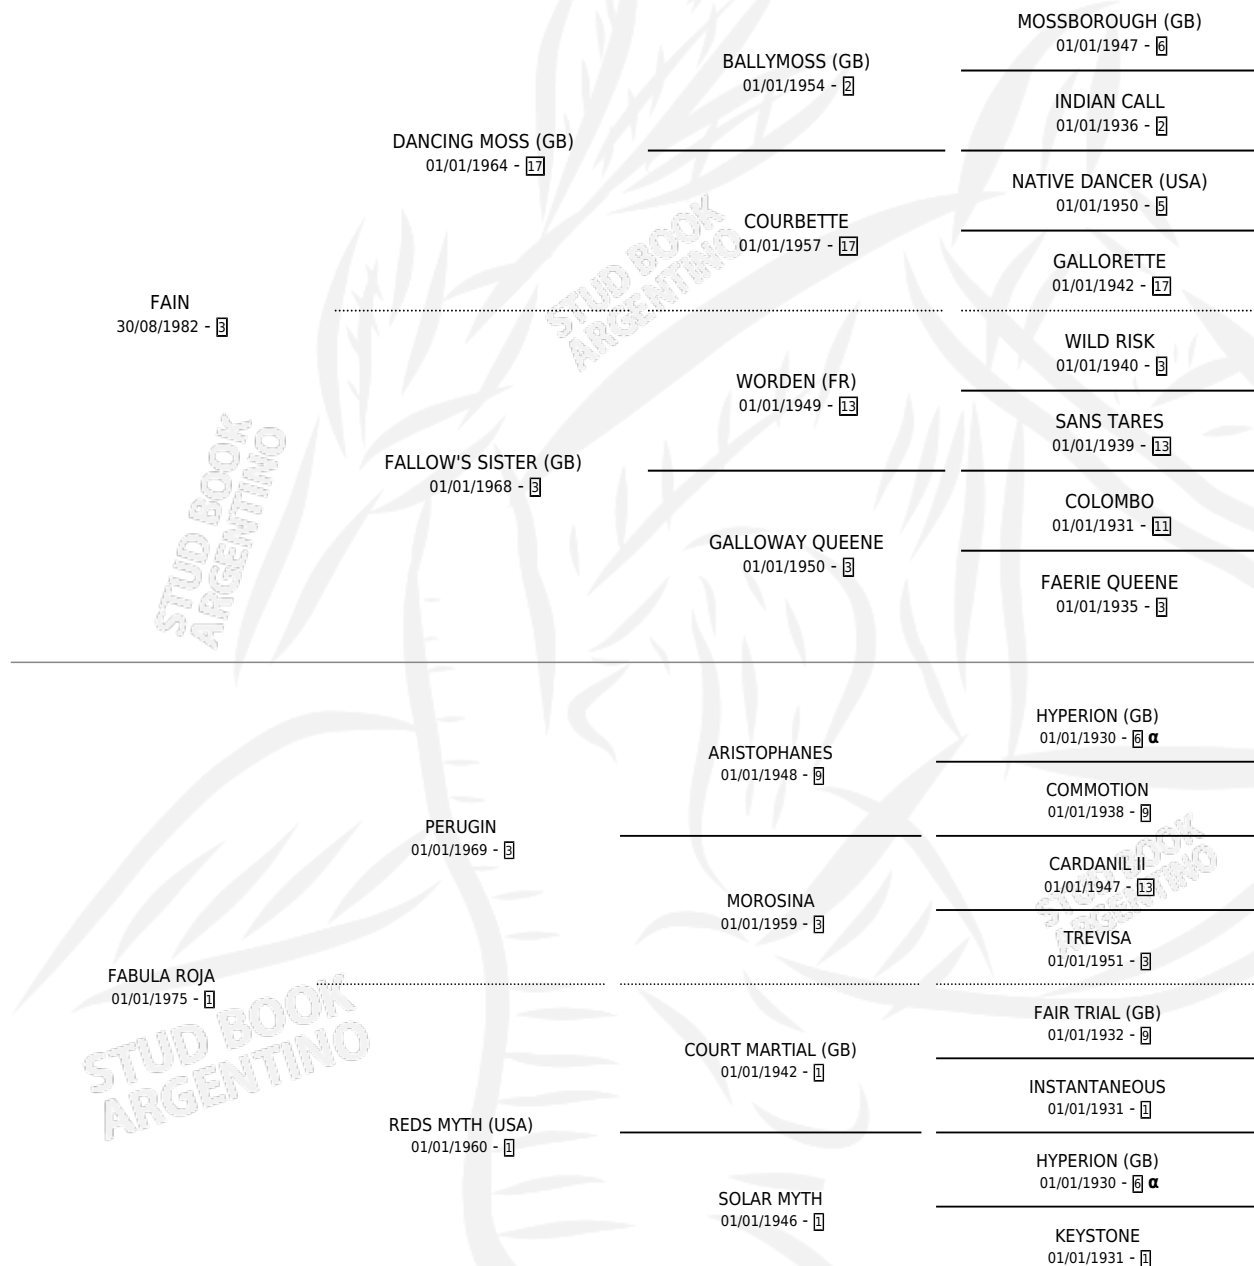 MOSSBOROUGH (GB)
01/01/1947 - 6
BALLYMOSS (GB)
01/01/1954 - 2
INDIAN CALL
01/01/1936 - 2
DANCING MOSS (GB)
01/01/1964 - 17
NATIVE DANCER (USA)
01/01/1950 - 5
COURBETTE
01/01/1957 - 17
GALLORETTE
01/01/1942 - 17
STUD BOOK
ARGENTINO
FAIN
30/08/1982 - 3
WILD RISK
01/01/1940 - 3
WORDEN (FR)
01/01/1949 - 13
SANS TARES
01/01/1939 - 13
FALLOW'S SISTER (GB)
01/01/1968 - 3
COLOMBO
01/01/1931 - 11
GALLOWAY QUEENE
01/01/1950 - 3
FAERIE QUEENE
01/01/1935 - 3
STUD BOOK
ARGENTINO
HYPERION (GB)
01/01/1930 - 6 α
ARISTOPHANES
01/01/1948 - 9
COMMOTION
01/01/1938 - 9
PERUGIN
01/01/1969 - 3
CARDANIL II
01/01/1947 - 13
MOROSINA
01/01/1959 - 3
TREVISA
01/01/1951 - 3
STUD BOOK
ARGENTINO
FABULA ROJA
01/01/1975 - 1
FAIR TRIAL (GB)
01/01/1932 - 9
COURT MARTIAL (GB)
01/01/1942 - 1
INSTANTANEOUS
01/01/1931 - 1
REDS MYTH (USA)
01/01/1960 - 1
HYPERION (GB)
01/01/1930 - 6 α
SOLAR MYTH
01/01/1946 - 1
KEYSTONE
01/01/1931 - 1
STUD BOOK
ARGENTINO